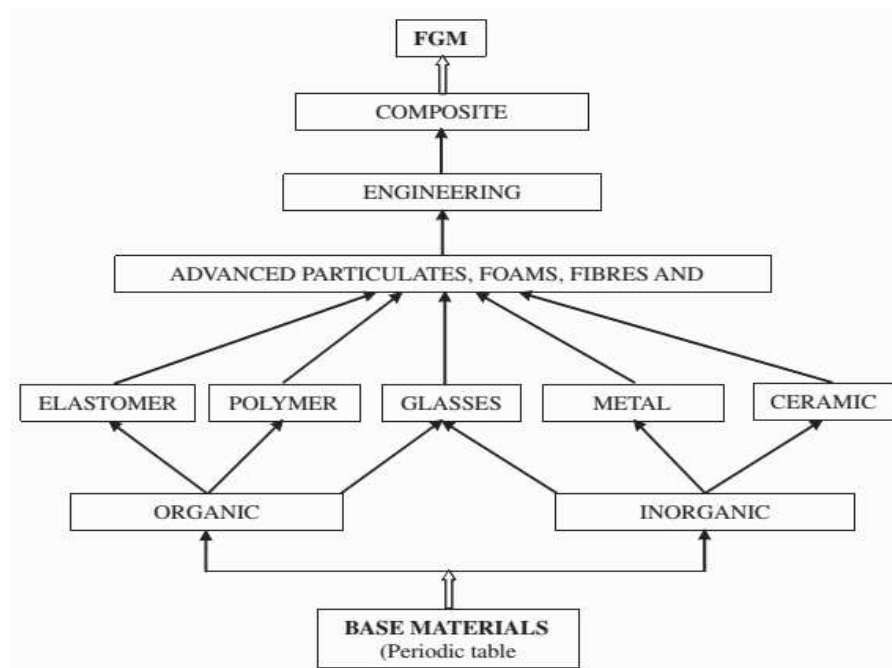 FGM
COMPOSITE
ENGINEERING
ADVANCED PARTICULATES, FOAMS, FIBRES AND
ELASTOMER
POLYMER
GLASSES
METAL
CERAMIC
ORGANIC
INORGANIC
BASE MATERIALS
(Periodic table